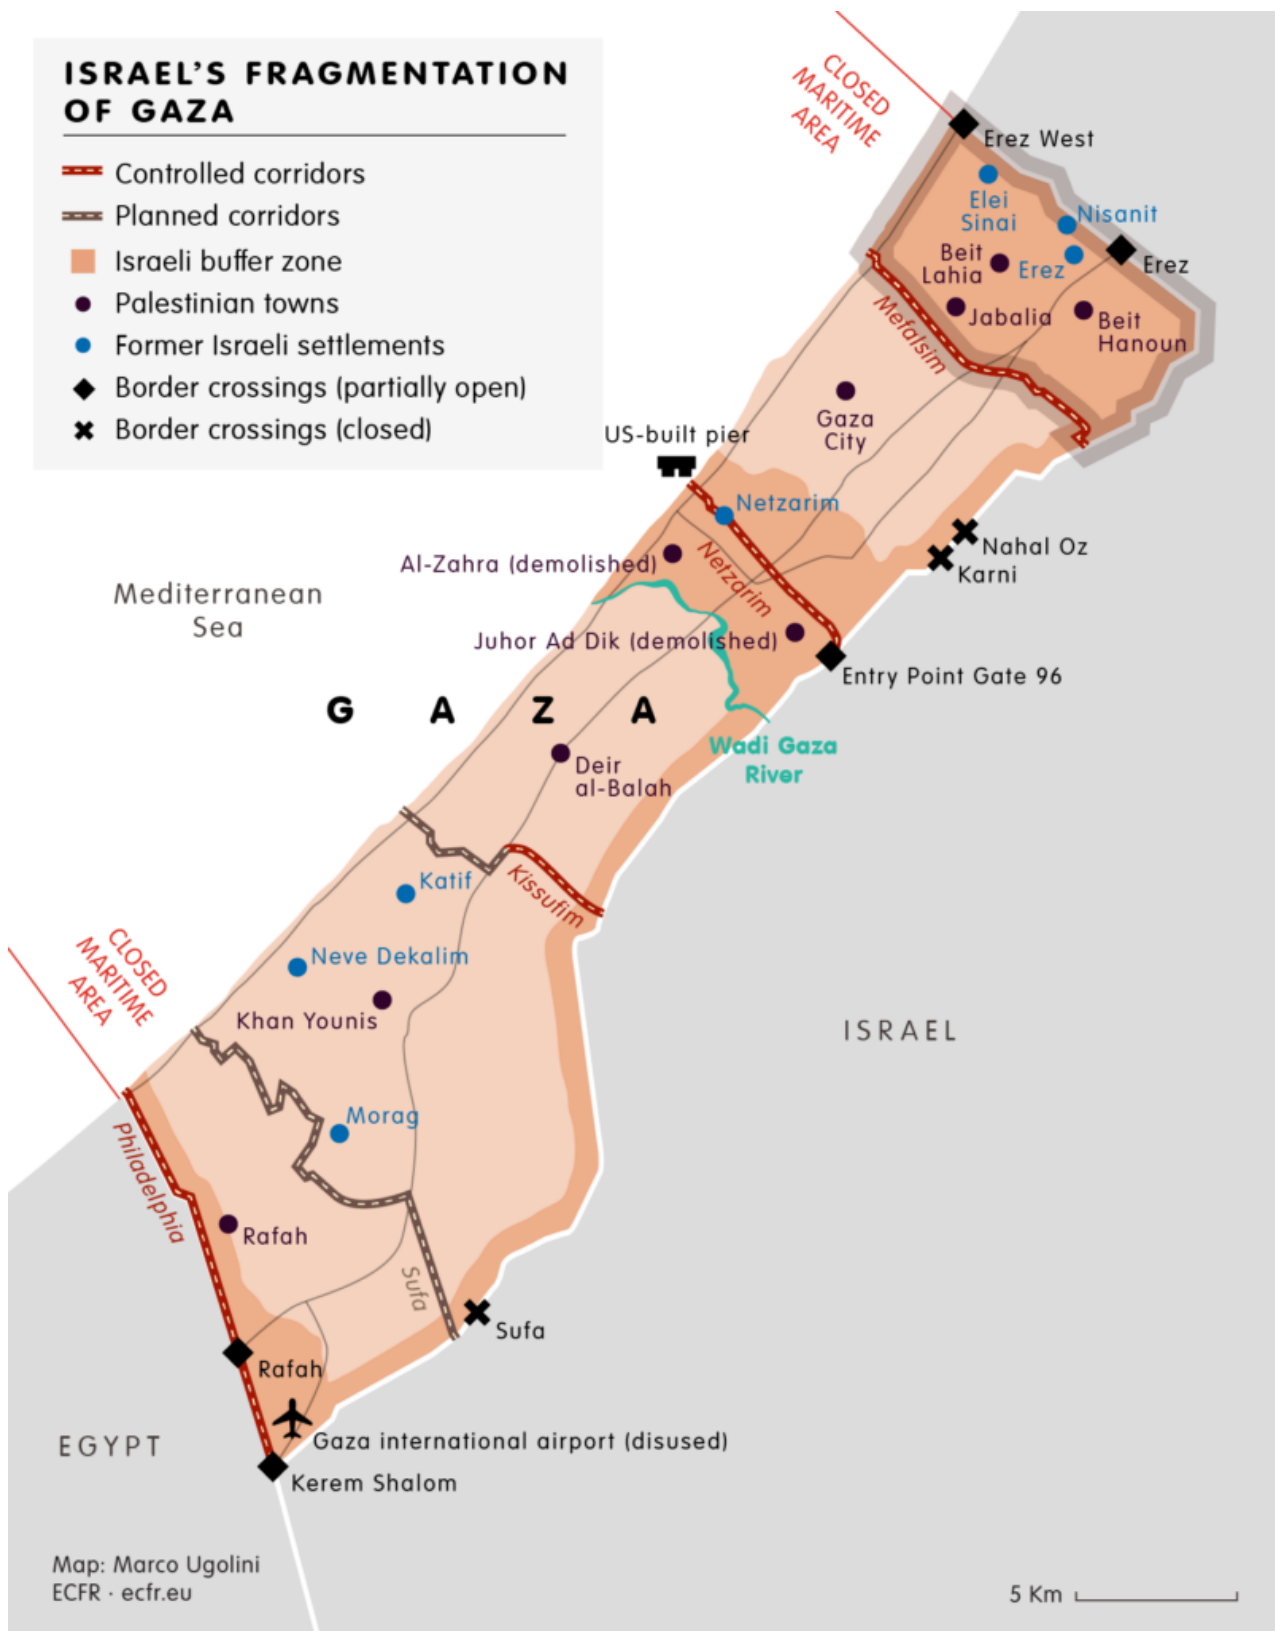 ISRAEL'S FRAGMENTATION
OF GAZA
Controlled corridors
Planned corridors
Israeli buffer zone
Palestinian towns
Former Israeli settlements
Border crossings (partially open)
Border crossings (closed)
CLOSED
MARITIME
AREA
Erez West
Elei
Sinai
Nisanit
Beit
Lahia
Erez
Erez
Jabalia
Beit
Hanoun
Mefalsim
Gaza
City
US-built pier
Netzarim
Nahal Oz
Karni
Al-Zahra (demolished)
Netzarim
Mediterranean
Sea
Juhor Ad Dik (demolished)
Entry Point Gate 96
GAZA
Wadi Gaza
River
Deir
al-Balah
Katif
Kissufim
CLOSED
MARITIME
AREA
Neve Dekalim
Khan Younis
ISRAEL
Morag
Philadelphia
Rafah
Sufa
Sufa
Rafah
EGYPT
Gaza international airport (disused)
Kerem Shalom
Map: Marco Ugolini
ECFR · ecfr.eu
5 Km